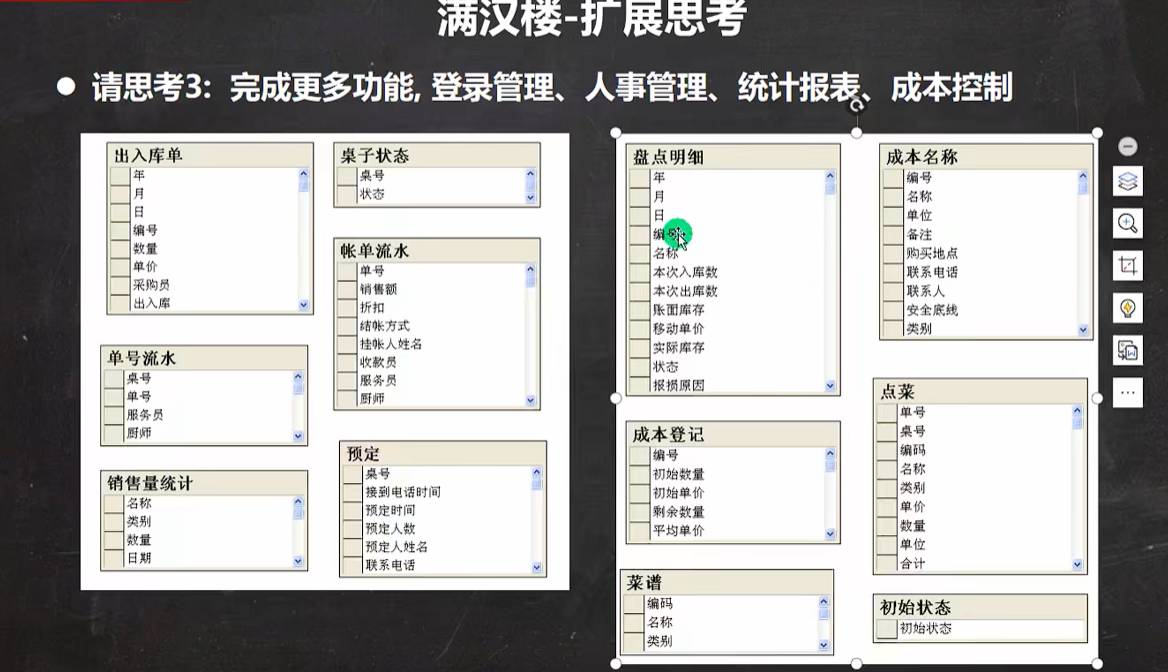 满汉楼-扩展思考
● 请思考3: 完成更多功能, 登录管理、人事管理、统计报表、成本控制
出入库单
年
月
日
编号
数量
单价
采购员
出入库
单号流水
桌号
单号
服务员
厨师
销售量统计
名称
类别
数量
日期
桌子状态
桌号
状态
帐单流水
单号
销售额
折扣
结帐方式
挂帐人姓名
收款员
服务员
厨师
预定
桌号
接到电话时间
预定时间
预定人数
预定人姓名
联系电话
盘点明细
年
月
日
编
名称
本次入库数
本次出库数
账面库存
移动单价
实际库存
状态
报损原因
成本登记
编号
初始数量
初始单价
剩余数量
平均单价
菜谱
编码
名称
类别
成本名称
编号
名称
单位
备注
购买地点
联系电话
联系人
安全底线
类别
点菜
单号
桌号
编码
名称
类别
单价
数量
单位
合计
初始状态
初始状态